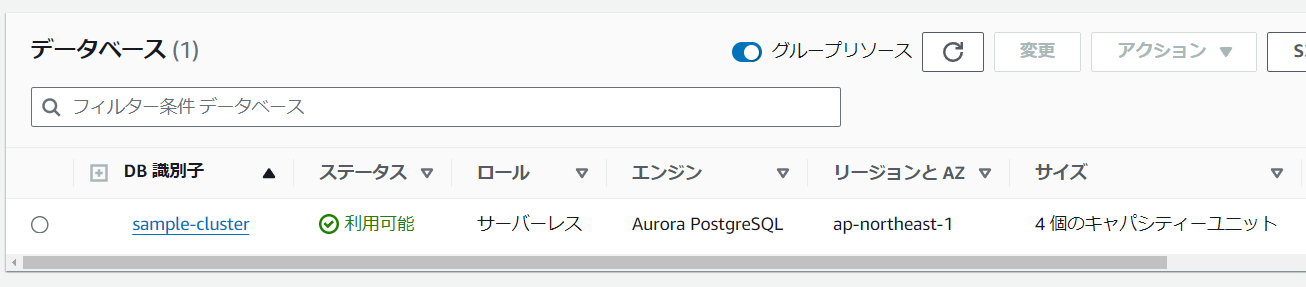 データベース (1)
グループリソース
変更
アクション
フィルター条件 データベース
DB 識別子 ステータス ロール エンジン リージョンと AZ サイズ
sample-cluster 利用可能 サーバーレス Aurora PostgreSQL ap-northeast-1 4 個のキャパシティーユニット